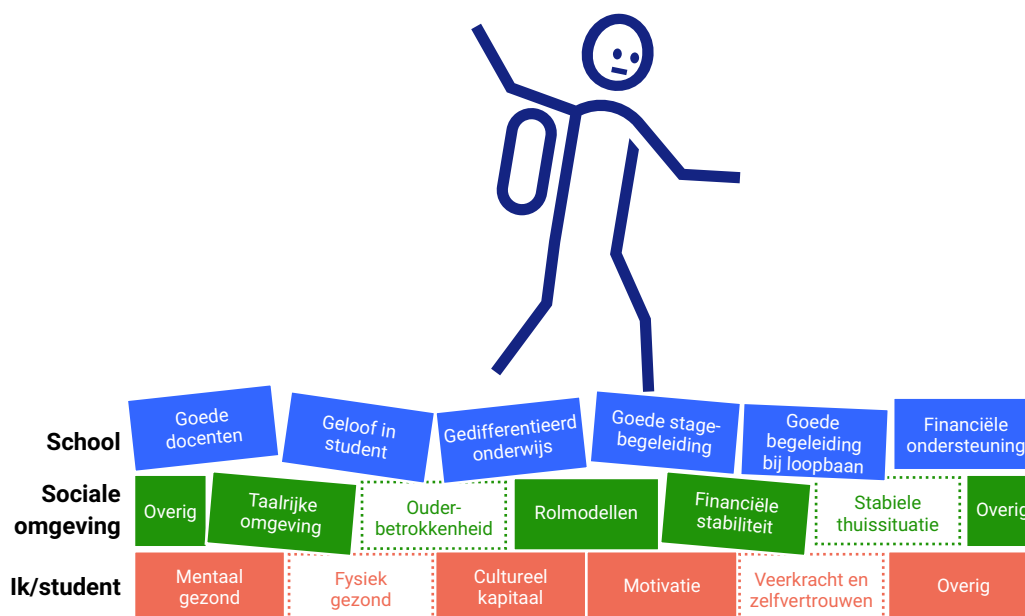 School
Goede
docenten
Geloof in
student
Gedifferentieerd
onderwijs
Goede stage-
begeleiding
Goede
begeleiding
bij loopbaan
Financiële
ondersteuning
Sociale
omgeving
Overig
Taalrijke
omgeving
Ouder-
betrokkenheid
Rolmodellen
Financiële
stabiliteit
Stabiele
thuissituatie
Overig
Ik/student
Mentaal
gezond
Fysiek
gezond
Cultureel
kapitaal
Motivatie
Veerkracht en
zelfvertrouwen
Overig